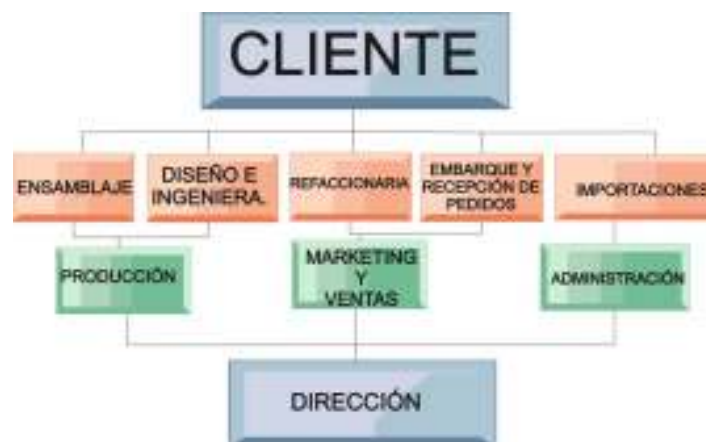 CLIENTE
ENSAMBLAJE
DISEÑO E
INGENIERA.
REFACCIONARIA
EMBARQUE Y
RECEPCIÓN DE
PEDIDOS
IMPORTACIONES
PRODUCCIÓN
MARKETING
Y
VENTAS
ADMINISTRACIÓN
DIRECCIÓN